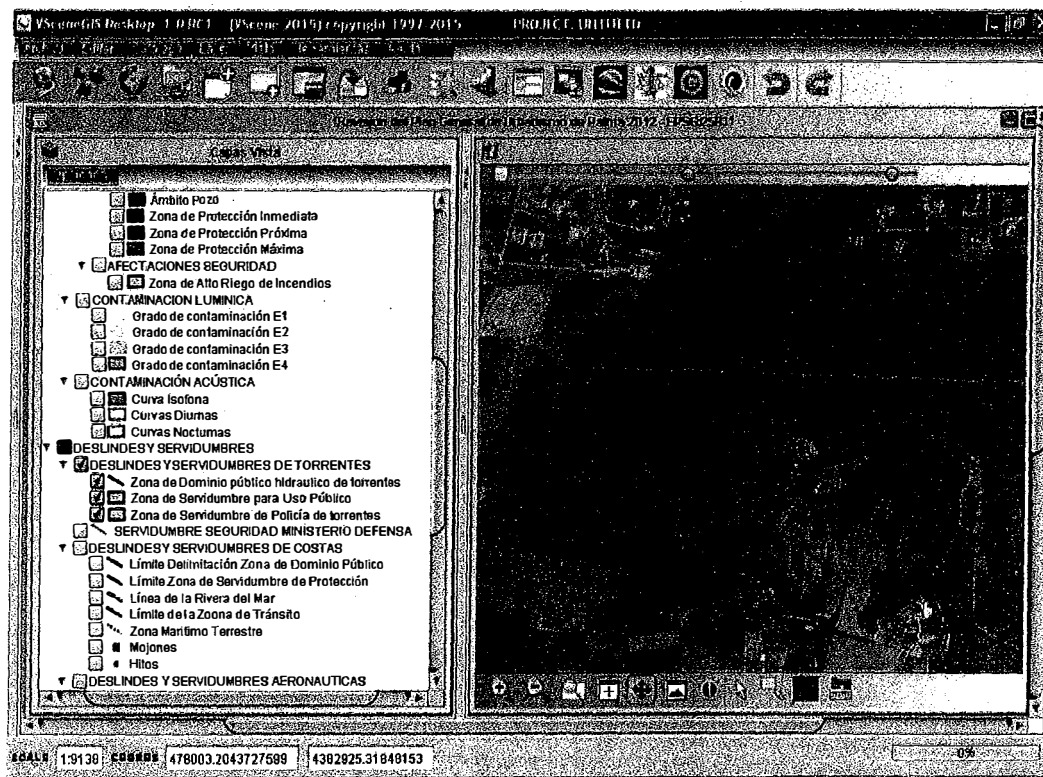 VSceneGIS Desktop 1.0 RC1 (VScene 2015) copyright 1997-2015 PROJECT: UNTITLED
Capas Vista
Ámbito Pozo
Zona de Protección Inmediata
Zona de Protección Próxima
Zona de Protección Máxima
AFECTACIONES SEGURIDAD
Zona de Alto Riego de Incendios
CONTAMINACION LUMINICA
Grado de contaminación E1
Grado de contaminación E2
Grado de contaminación E3
Grado de contaminación E4
CONTAMINACIÓN ACÚSTICA
Curva Isofona
Curvas Diurnas
Curvas Nocturnas
DESLINDES Y SERVIDUMBRES
DESLINDES Y SERVIDUMBRES DE TORRENTES
Zona de Dominio público hidraulico de torrentes
Zona de Servidumbre para Uso Público
Zona de Servidumbre de Policía de torrentes
SERVIDUMBRE SEGURIDAD MINISTERIO DEFENSA
DESLINDES Y SERVIDUMBRES DE COSTAS
Límite Delimitación Zona de Dominio Público
Límite Zona de Servidumbre de Protección
Línea de la Rivera del Mar
Límite de la Zoona de Tránsito
Zona Maritimo Terrestre
Mojones
Hitos
DESLINDES Y SERVIDUMBRES AERONAUTICAS
SCALE 1:9138 COORDS 478003.2043727599 4382925.31849153 0%